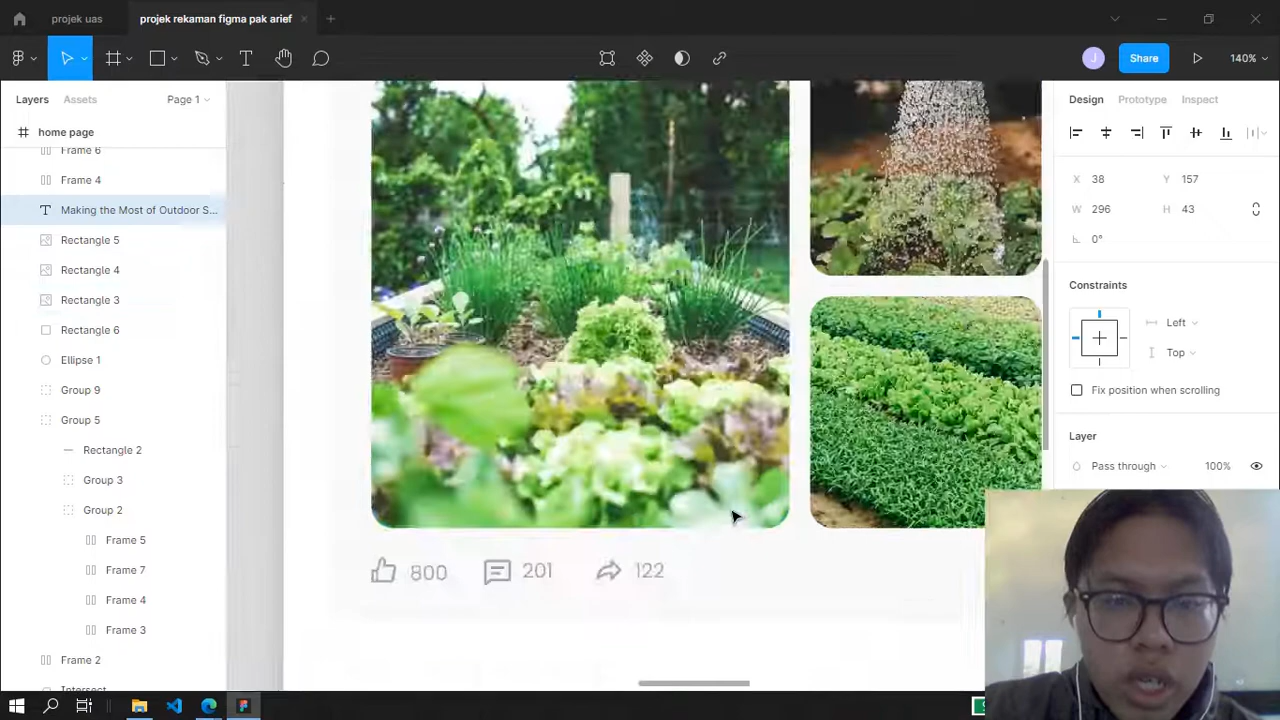 projek uas
projek rekaman figma pak arief
Share
140%
Layers
Assets
Page 1
Design
Prototype
Inspect
home page
Frame 6
Frame 4
Making the Most of Outdoor S...
Rectangle 5
Rectangle 4
Rectangle 3
Rectangle 6
Ellipse 1
Group 9
Group 5
Rectangle 2
Group 3
Group 2
Frame 5
Frame 7
Frame 4
Frame 3
Frame 2
Intersect
X 38 Y 157
W 296 H 43
0°
Constraints
Left
Top
Fix position when scrolling
Layer
Pass through 100%
800 201 122
J